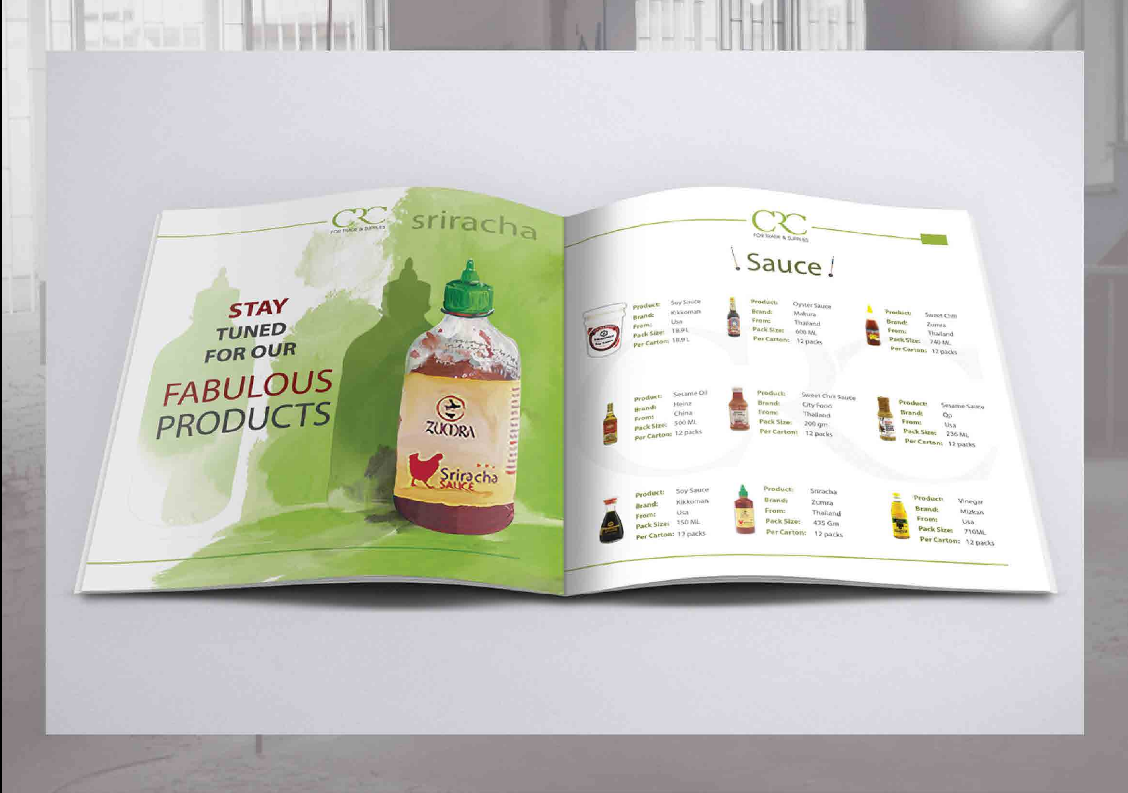 CRC
FOR TRADE & SUPPLIES
sriracha
STAY
TUNED
FOR OUR
FABULOUS
PRODUCTS
ZUMRA
Sriracha
SAUCE
CRC
FOR TRADE & SUPPLIES
Sauce
Product: Soy Sauce
Brand: Kikkoman
From: Usa
Pack Size: 18.9 L
Per Carton: 18.9 L
Product: Oyster Sauce
Brand: Makura
From: Thailand
Pack Size: 600 ML
Per Carton: 12 packs
Product: Sweet Chili
Brand: Zumra
From: Thailand
Pack Size: 740 ML
Per Carton: 12 packs
Product: Sesame Oil
Brand: Heinz
From: China
Pack Size: 500 ML
Per Carton: 12 packs
Product: Sweet Chili Sauce
Brand: City Food
From: Thailand
Pack Size: 200 gm
Per Carton: 12 packs
Product: Sesame Sauce
Brand: Qp
From: Usa
Pack Size: 236 ML
Per Carton: 12 packs
Product: Soy Sauce
Brand: Kikkoman
From: Usa
Pack Size: 150 ML
Per Carton: 12 packs
Product: Sriracha
Brand: Zumra
From: Thailand
Pack Size: 435 Gm
Per Carton: 12 packs
Product: Vinegar
Brand: Mizkan
From: Usa
Pack Size: 710ML
Per Carton: 12 packs
CRC